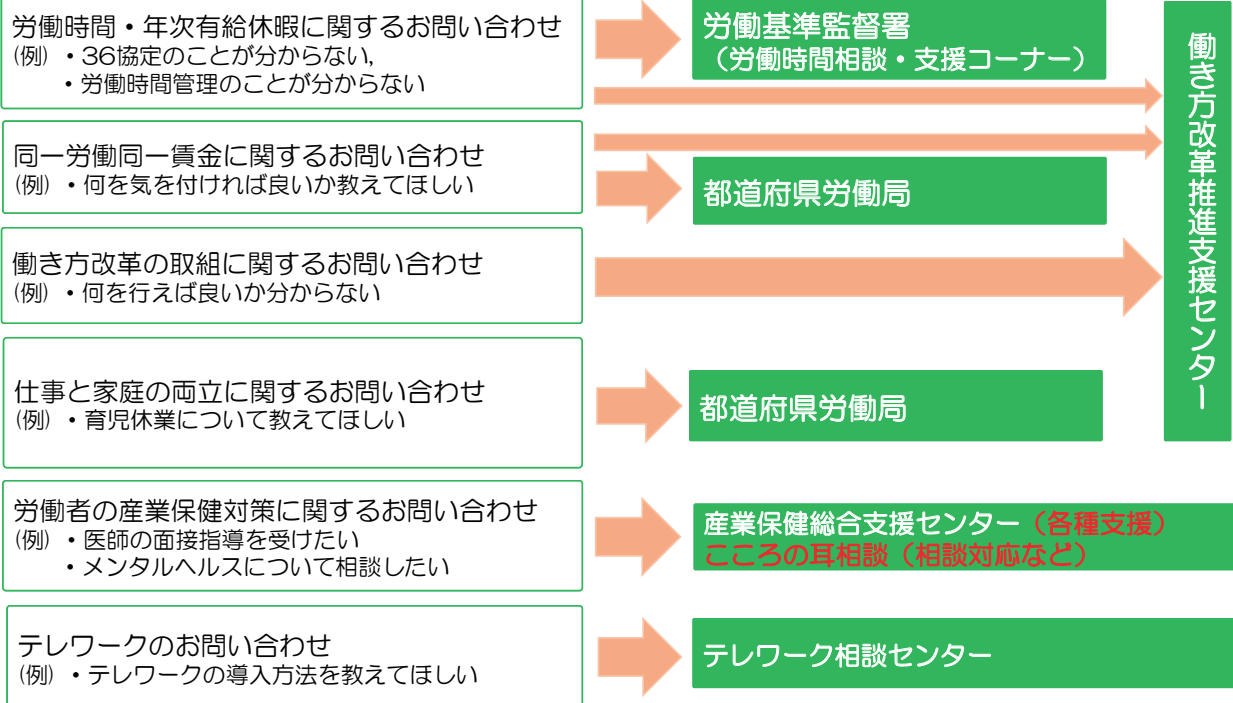 労働時間・年次有給休暇に関するお問い合わせ
(例) ・36協定のことが分からない,
・労働時間管理のことが分からない
労働基準監督署
（労働時間相談・支援コーナー）
同一労働同一賃金に関するお問い合わせ
(例) ・何を気を付ければ良いか教えてほしい
都道府県労働局
働き方改革の取組に関するお問い合わせ
(例) ・何を行えば良いか分からない
働き方改革推進支援センター
仕事と家庭の両立に関するお問い合わせ
(例) ・育児休業について教えてほしい
都道府県労働局
労働者の産業保健対策に関するお問い合わせ
(例) ・医師の面接指導を受けたい
・メンタルヘルスについて相談したい
産業保健総合支援センター（各種支援）
こころの耳相談（相談対応など）
テレワークのお問い合わせ
(例) ・テレワークの導入方法を教えてほしい
テレワーク相談センター